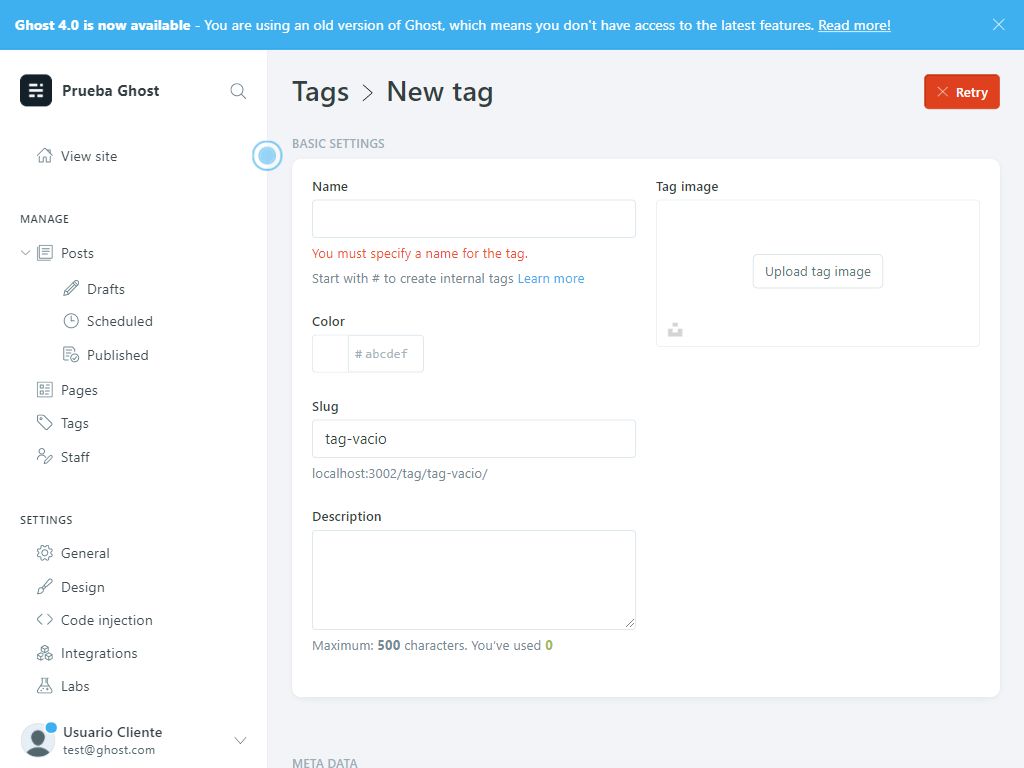 Ghost 4.0 is now available - You are using an old version of Ghost, which means you don't have access to the latest features. Read more!
Prueba Ghost
View site
MANAGE
Posts
Drafts
Scheduled
Published
Pages
Tags
Staff
SETTINGS
General
Design
Code injection
Integrations
Labs
Usuario Cliente
test@ghost.com
Tags > New tag
Retry
BASIC SETTINGS
Name
You must specify a name for the tag.
Start with # to create internal tags Learn more
Color
# abcdef
Slug
tag-vacio
localhost:3002/tag/tag-vacio/
Description
Maximum: 500 characters. You've used 0
Tag image
Upload tag image
META DATA